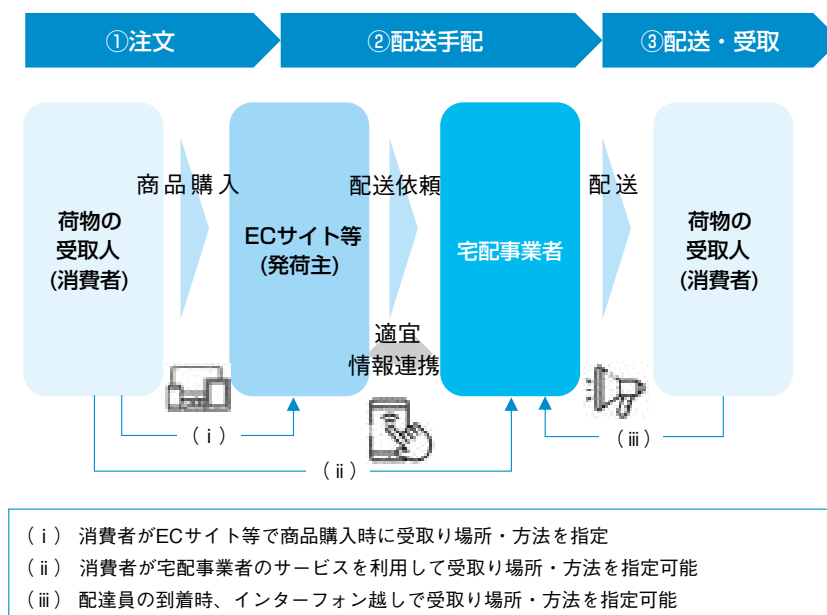 ①注文
②配送手配
③配送・受取
商品購入
配送依頼
配送
荷物の
受取人
(消費者)
ECサイト等
(発荷主)
宅配事業者
荷物の
受取人
(消費者)
適宜
情報連携
(ⅰ)
(ⅱ)
(ⅲ)
(ⅰ) 消費者がECサイト等で商品購入時に受取り場所・方法を指定
(ⅱ) 消費者が宅配事業者のサービスを利用して受取り場所・方法を指定可能
(ⅲ) 配達員の到着時、インターフォン越しで受取り場所・方法を指定可能